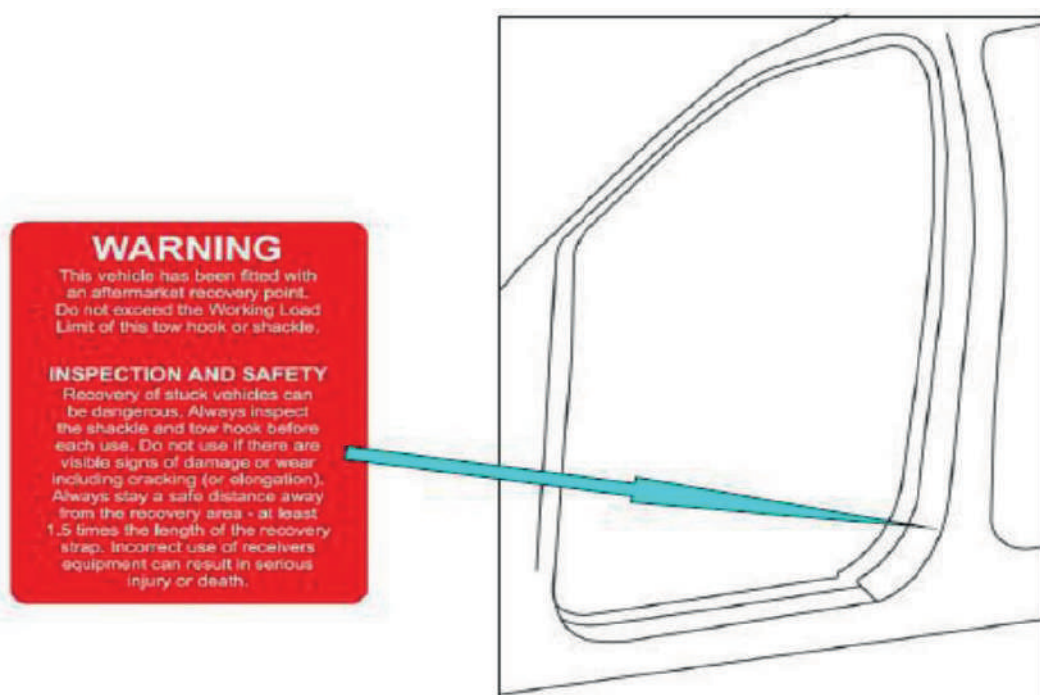 WARNING
This vehicle has been fitted with
an aftermarket recovery point.
Do not exceed the Working Load
Limit of this tow hook or shackle.
INSPECTION AND SAFETY
Recovery of stuck vehicles can
be dangerous. Always inspect
the shackle and tow hook before
each use. Do not use if there are
visible signs of damage or wear
including cracking (or elongation).
Always stay a safe distance away
from the recovery area - at least
1.5 times the length of the recovery
strap. Incorrect use of receivers
equipment can result in serious
injury or death.